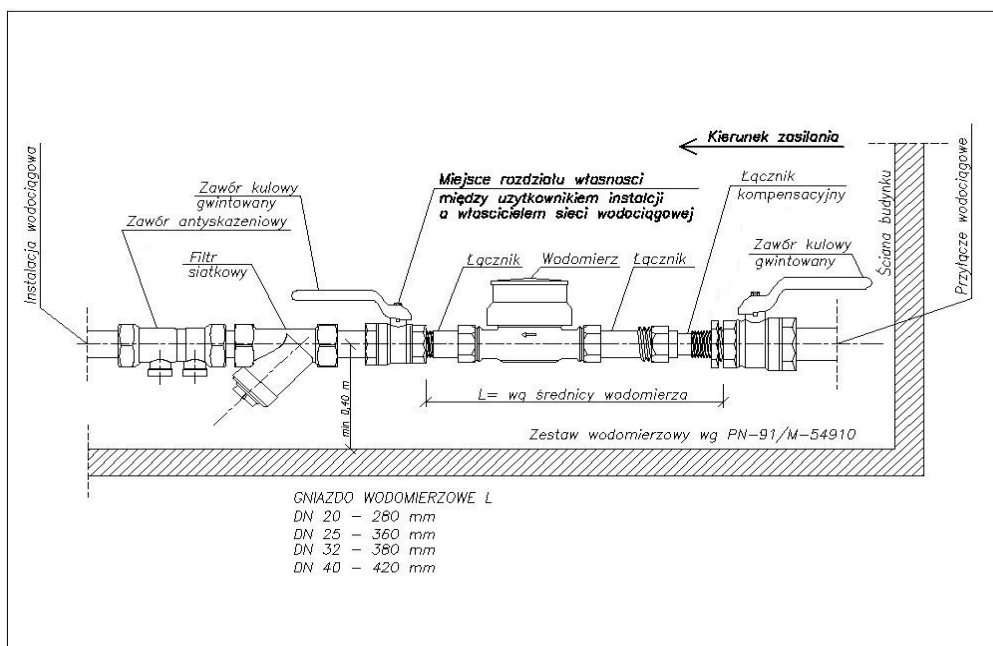 Kierunek zasilania
Instalacja wodociągowa
Zawór kulowy
gwintowany
Zawór antyskażeniowy
Filtr
siatkowy
Miejsce rozdziału własnosci
między uzytkownikiem instalcji
a włascicielem sieci wodociągowej
Łącznik
Wodomierz
Łącznik
Łącznik
kompensacyjny
Zawór kulowy
gwintowany
Ściana budynku
Przyłącze wodociągowe
min 0,40 m
L= wg średnicy wodomierza
Zestaw wodomierzowy wg PN-91/M-54910
GNIAZDO WODOMIERZOWE L
DN 20 - 280 mm
DN 25 - 360 mm
DN 32 - 380 mm
DN 40 - 420 mm